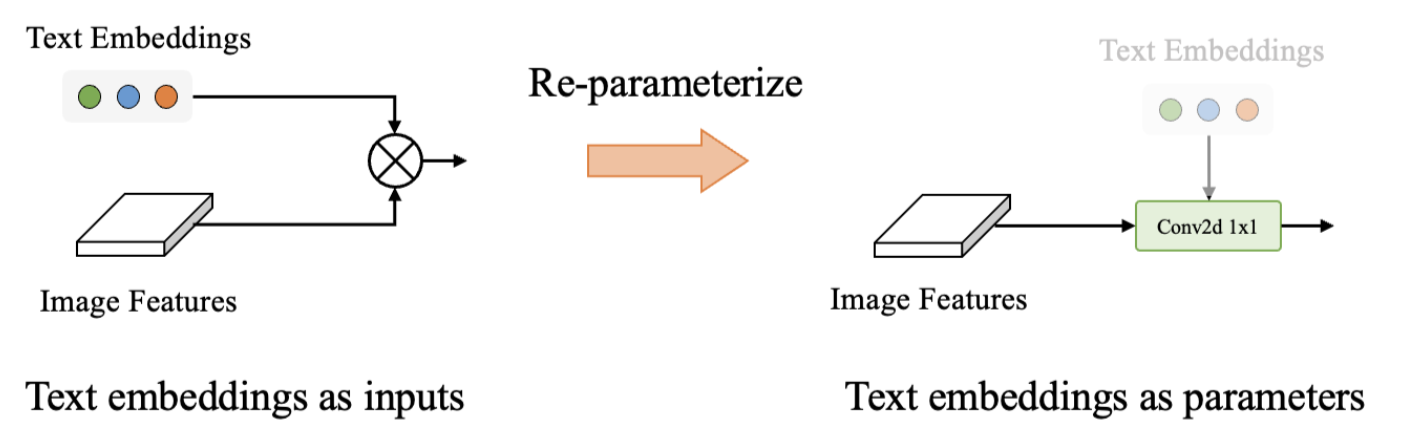 Text Embeddings
Image Features
Text embeddings as inputs
Re-parameterize
Text Embeddings
Conv2d 1x1
Image Features
Text embeddings as parameters